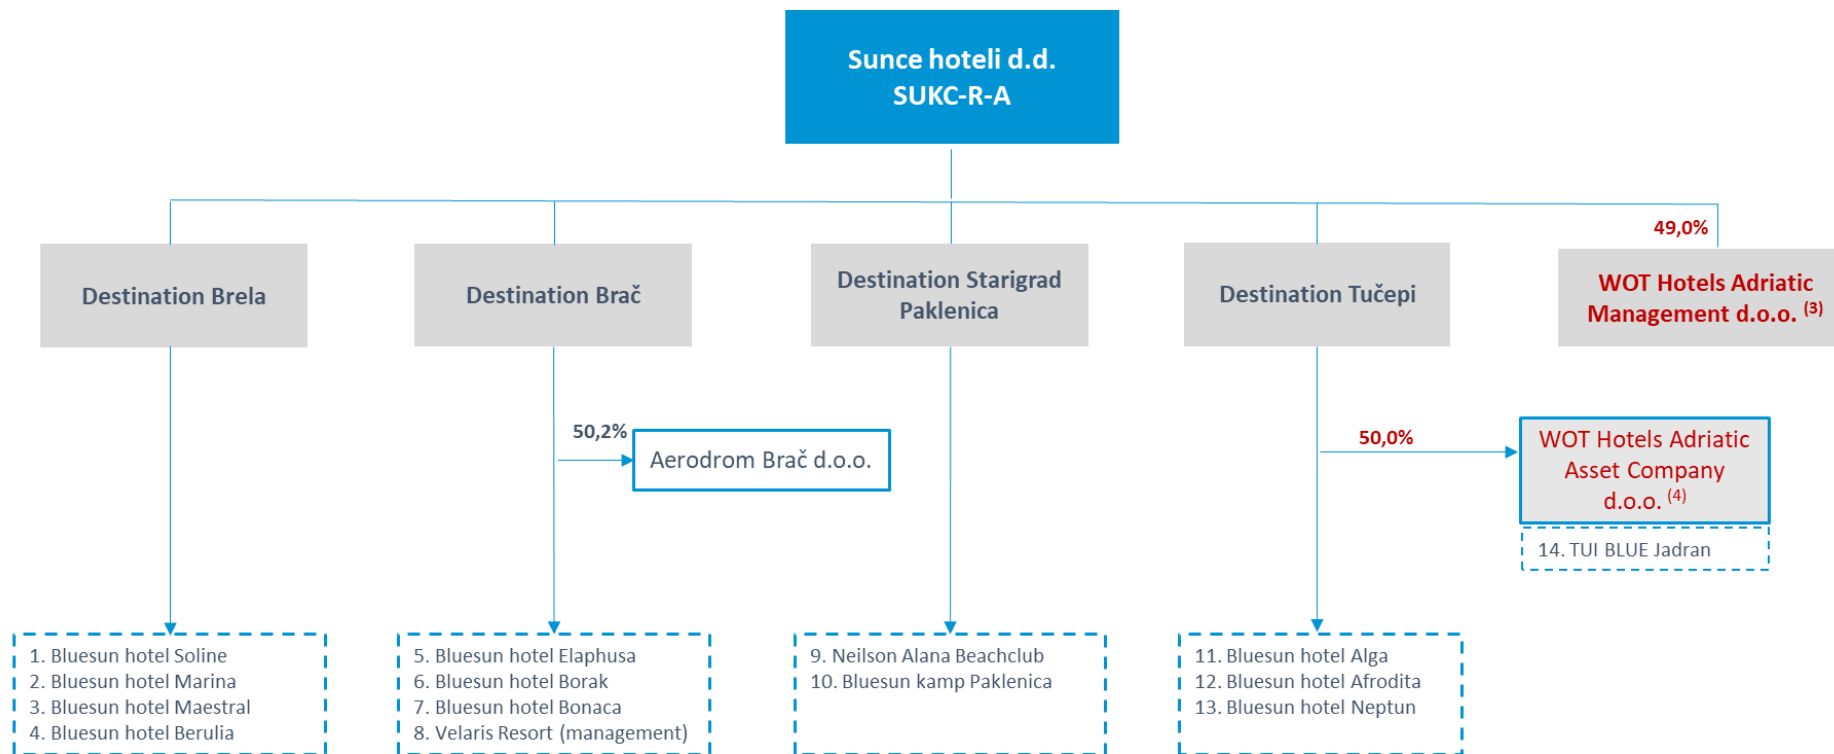 Sunce hoteli d.d.
SUKC-R-A
49,0%
Destination Brela
Destination Brač
Destination Starigrad
Paklenica
Destination Tučepi
WOT Hotels Adriatic
Management d.o.o. (3)
50,2%
Aerodrom Brač d.o.o.
50,0%
WOT Hotels Adriatic
Asset Company
d.o.o. (4)
14. TUI BLUE Jadran
1. Bluesun hotel Soline
2. Bluesun hotel Marina
3. Bluesun hotel Maestral
4. Bluesun hotel Berulia
5. Bluesun hotel Elaphusa
6. Bluesun hotel Borak
7. Bluesun hotel Bonaca
8. Velaris Resort (management)
9. Neilson Alana Beachclub
10. Bluesun kamp Paklenica
11. Bluesun hotel Alga
12. Bluesun hotel Afrodita
13. Bluesun hotel Neptun